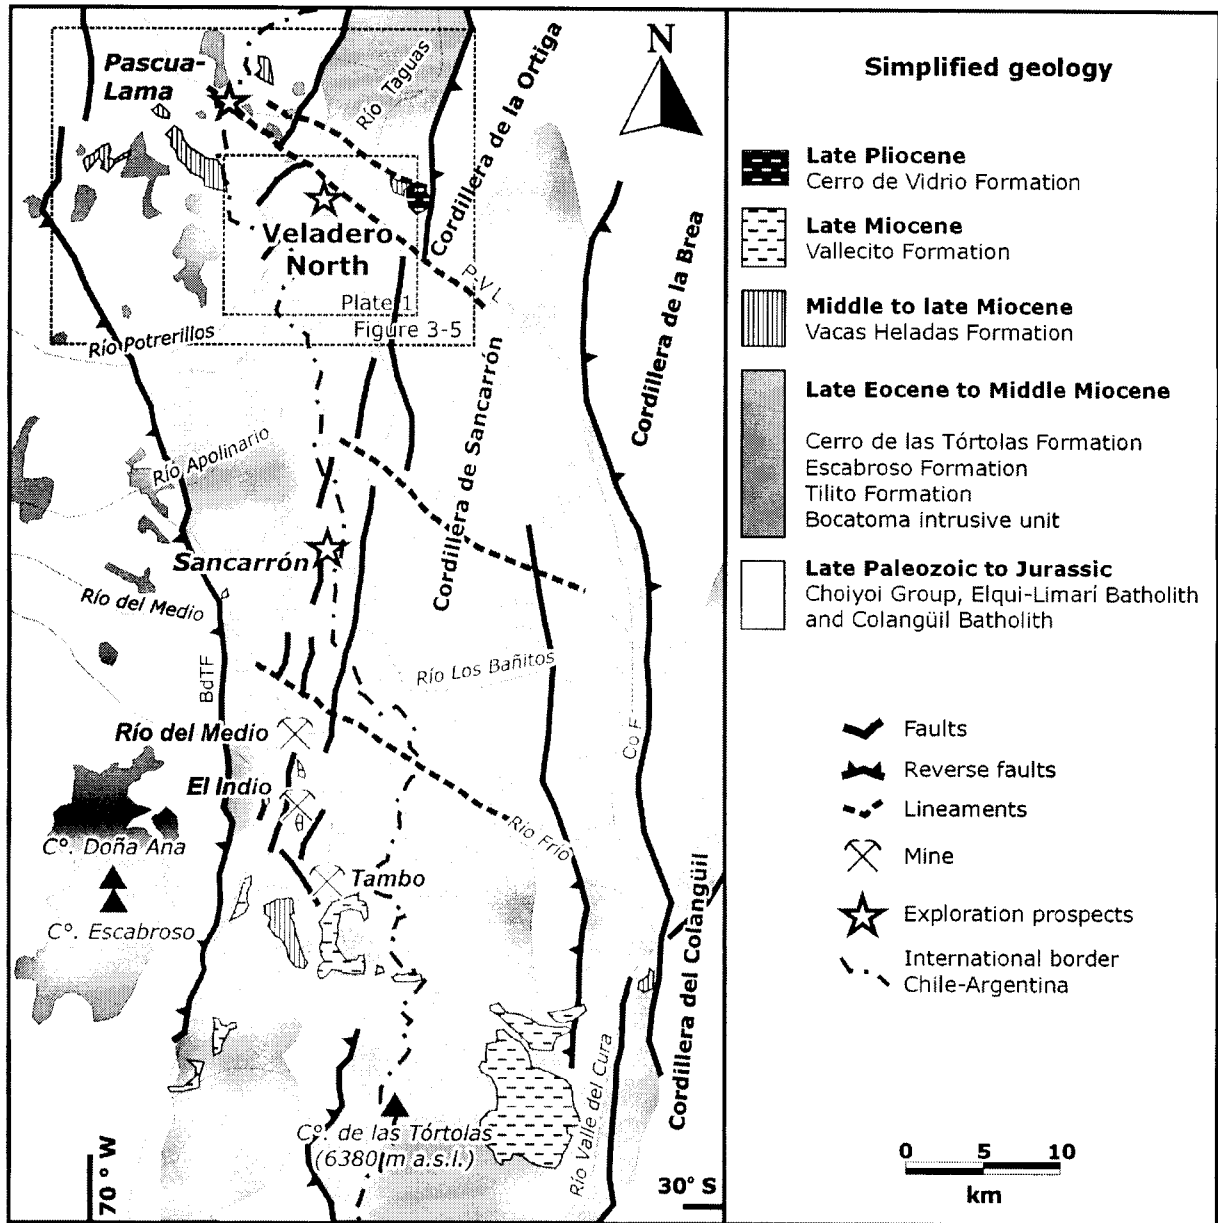 Pascua-
Lama
Río Taguas
Cordillera de la Ortiga
N
Veladero
North
P-V L
Plate 1
Figure 3-5
Río Potrerillos
Cordillera de la Brea
Cordillera de Sancarrón
Río Apolinario
Sancarrón
Río del Medio
BdTF
Río Los Bañitos
Co F
Río del Medio
El Indio
Río Frío
C°. Doña Ana
Tambo
C°. Escabroso
Cordillera del Colangüil
Río Valle del Cura
C°. de las Tórtolas
(6380 m a.s.l.)
70 ° W
30° S
Simplified geology
Late Pliocene
Cerro de Vidrio Formation
Late Miocene
Vallecito Formation
Middle to late Miocene
Vacas Heladas Formation
Late Eocene to Middle Miocene
Cerro de las Tórtolas Formation
Escabroso Formation
Tilito Formation
Bocatoma intrusive unit
Late Paleozoic to Jurassic
Choiyoi Group, Elqui-Limarí Batholith
and Colangüil Batholith
Faults
Reverse faults
Lineaments
Mine
Exploration prospects
International border
Chile-Argentina
0 5 10
km